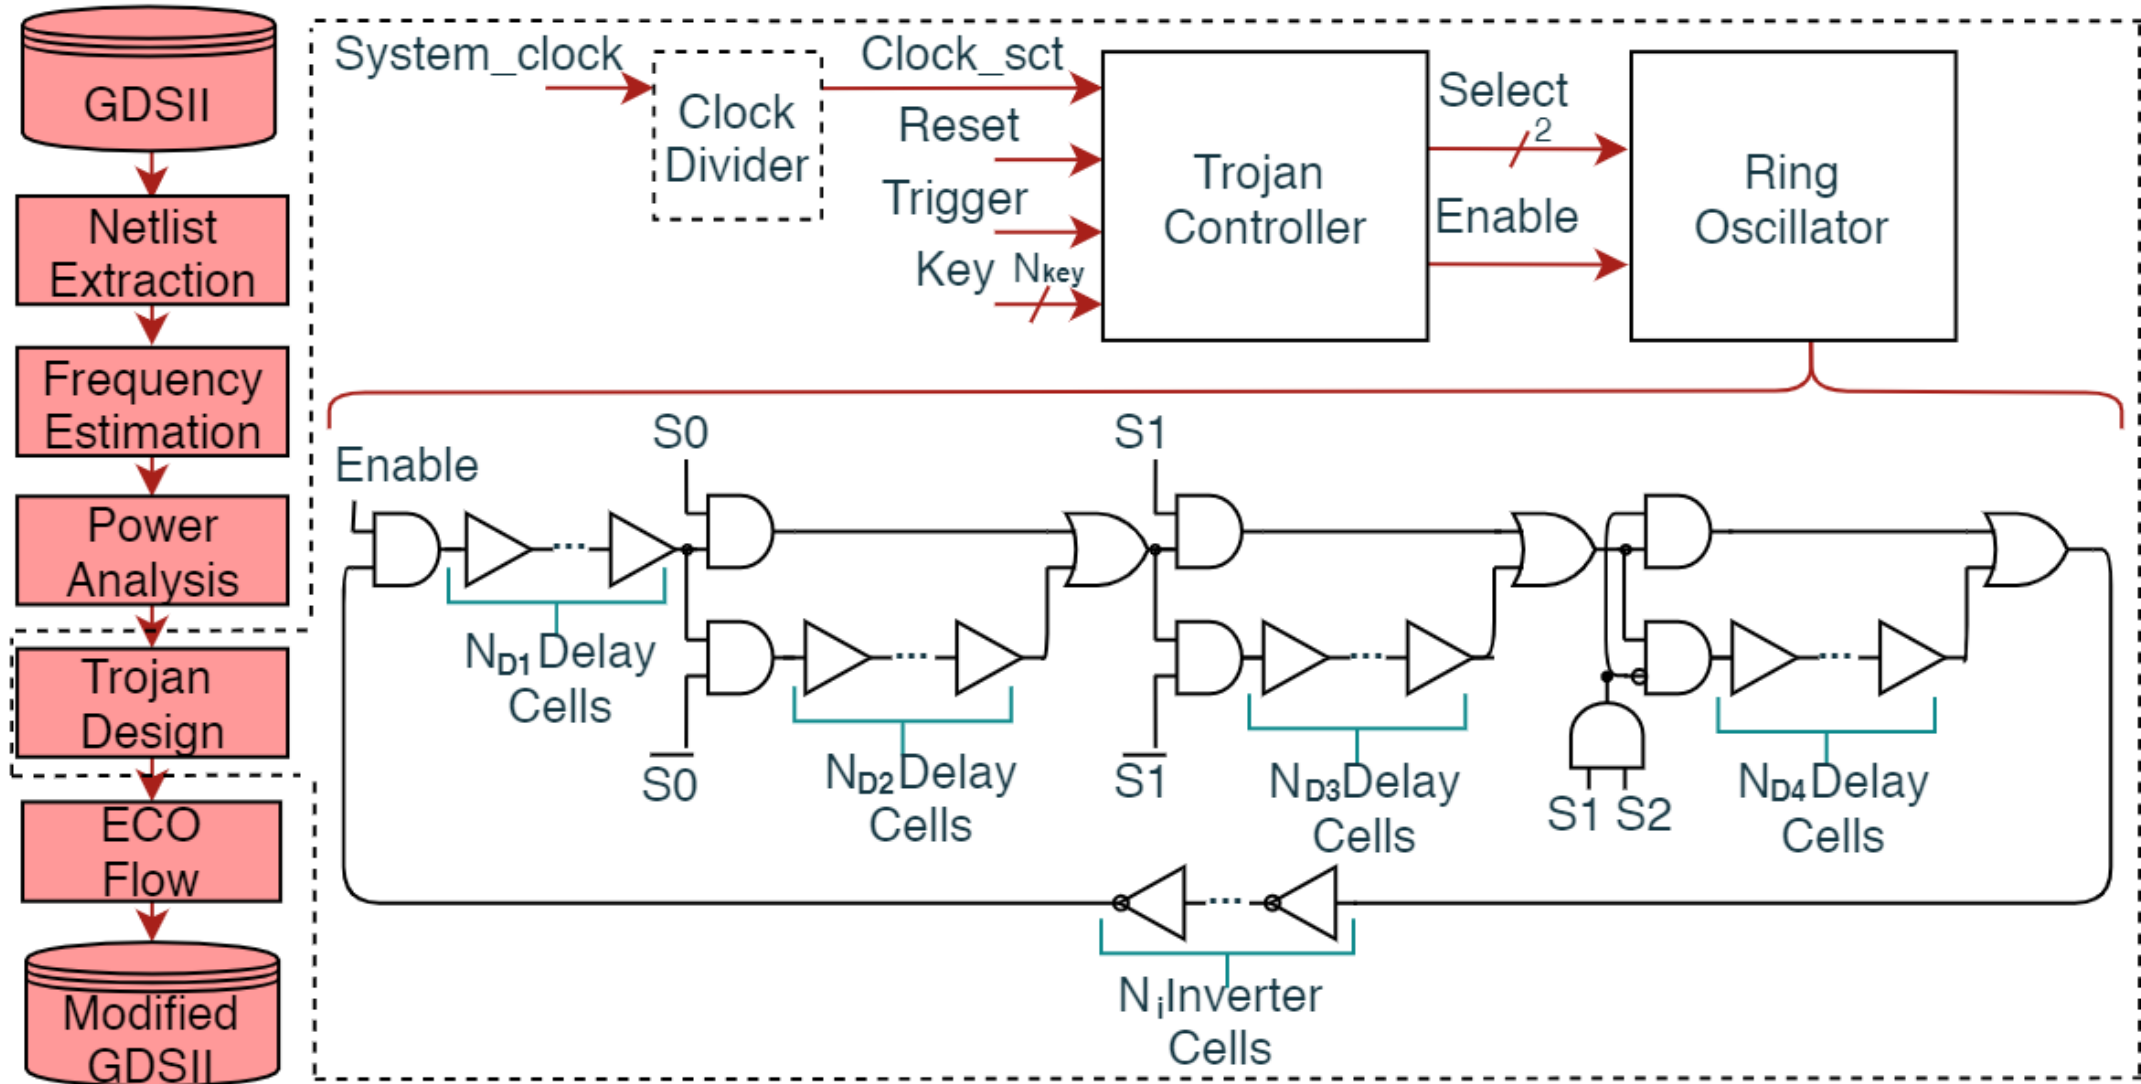 GDSII
Netlist
Extraction
Frequency
Estimation
Power
Analysis
Trojan
Design
ECO
Flow
Modified
GDSII
System_clock
Clock
Divider
Clock_sct
Reset
Trigger
Key Nkey
Trojan
Controller
Select
2
Enable
Ring
Oscillator
Enable
S0
S1
ND1 Delay
Cells
S0
ND2 Delay
Cells
S1
ND3 Delay
Cells
S1 S2
ND4 Delay
Cells
...
...
...
...
...
Ni Inverter
Cells